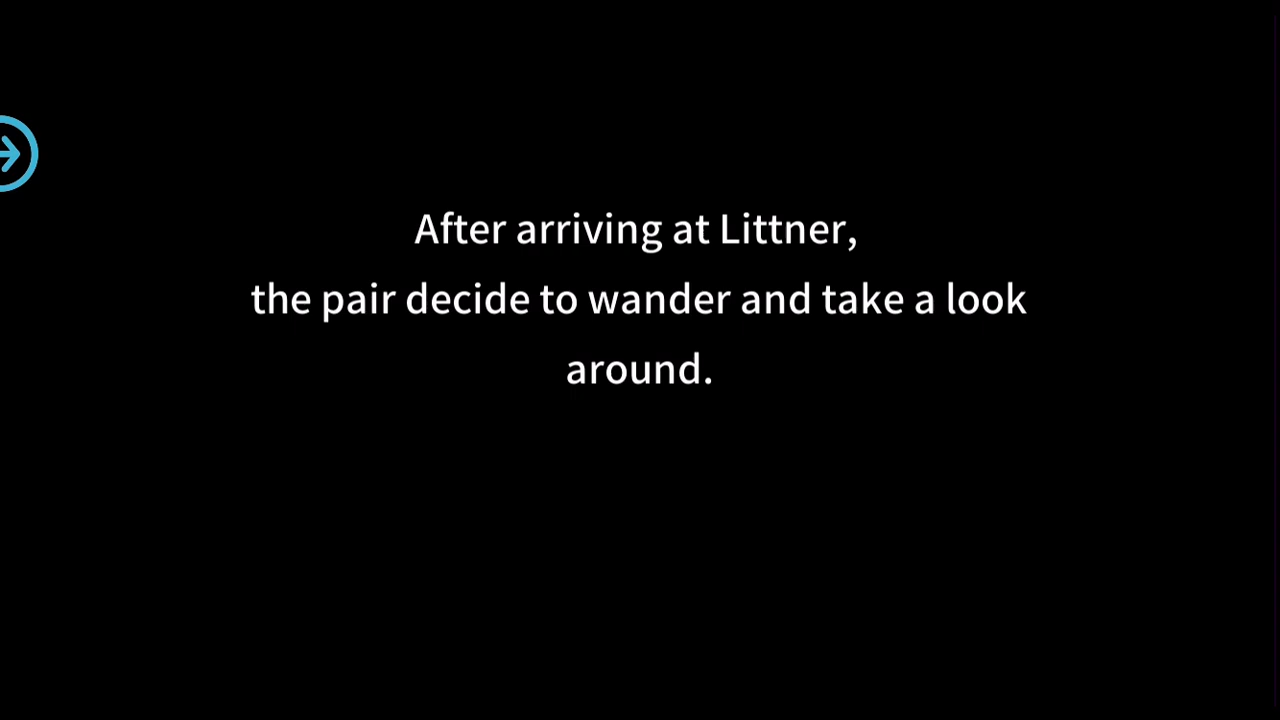 After arriving at Littner,
the pair decide to wander and take a look
around.